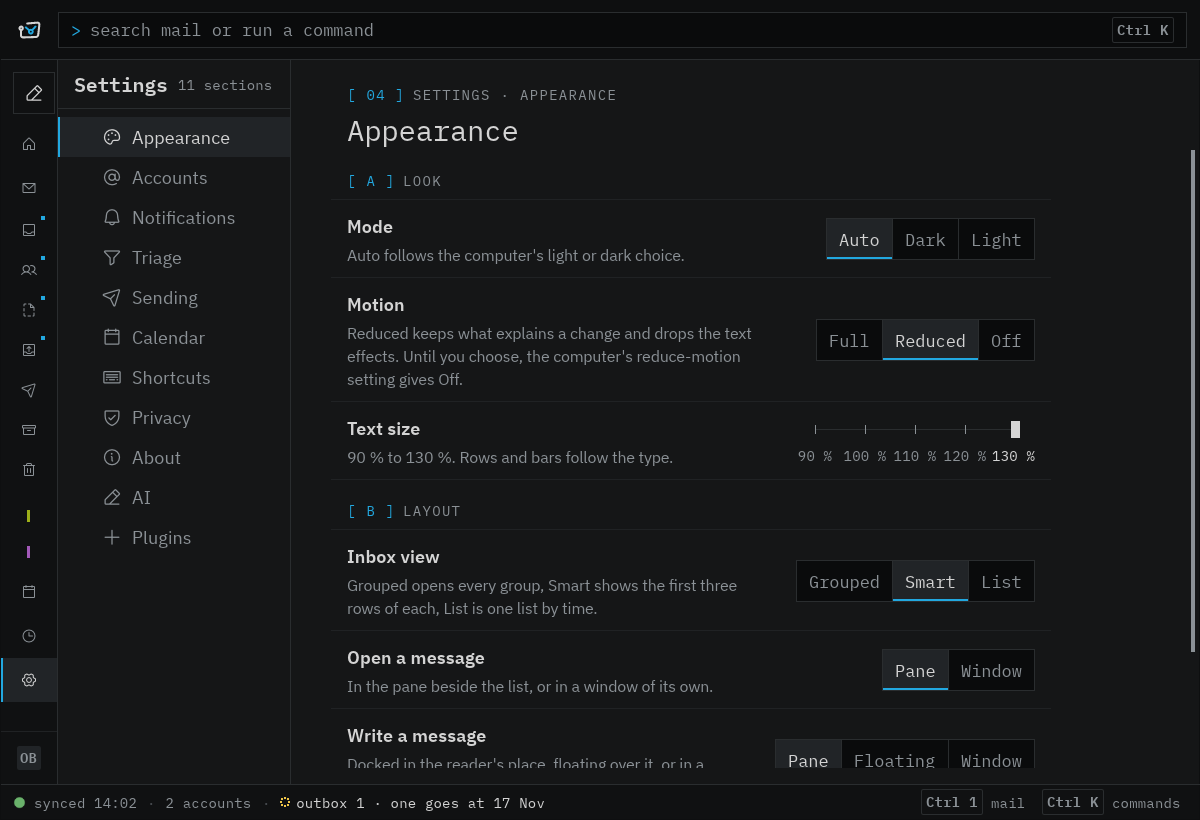 > search mail or run a command
Ctrl K
Settings 11 sections
Appearance
Accounts
Notifications
Triage
Sending
Calendar
Shortcuts
Privacy
About
AI
Plugins
OB
[ 04 ] SETTINGS · APPEARANCE
Appearance
[ A ] LOOK
Mode
Auto follows the computer's light or dark choice.
Auto Dark Light
Motion
Reduced keeps what explains a change and drops the text
effects. Until you choose, the computer's reduce-motion
setting gives Off.
Full Reduced Off
Text size
90 % to 130 %. Rows and bars follow the type.
90 % 100 % 110 % 120 % 130 %
[ B ] LAYOUT
Inbox view
Grouped opens every group, Smart shows the first three
rows of each, List is one list by time.
Grouped Smart List
Open a message
In the pane beside the list, or in a window of its own.
Pane Window
Write a message
Docked in the reader's place, floating over it, or in a
Pane Floating Window
synced 14:02 · 2 accounts · outbox 1 · one goes at 17 Nov
Ctrl 1 mail Ctrl K commands